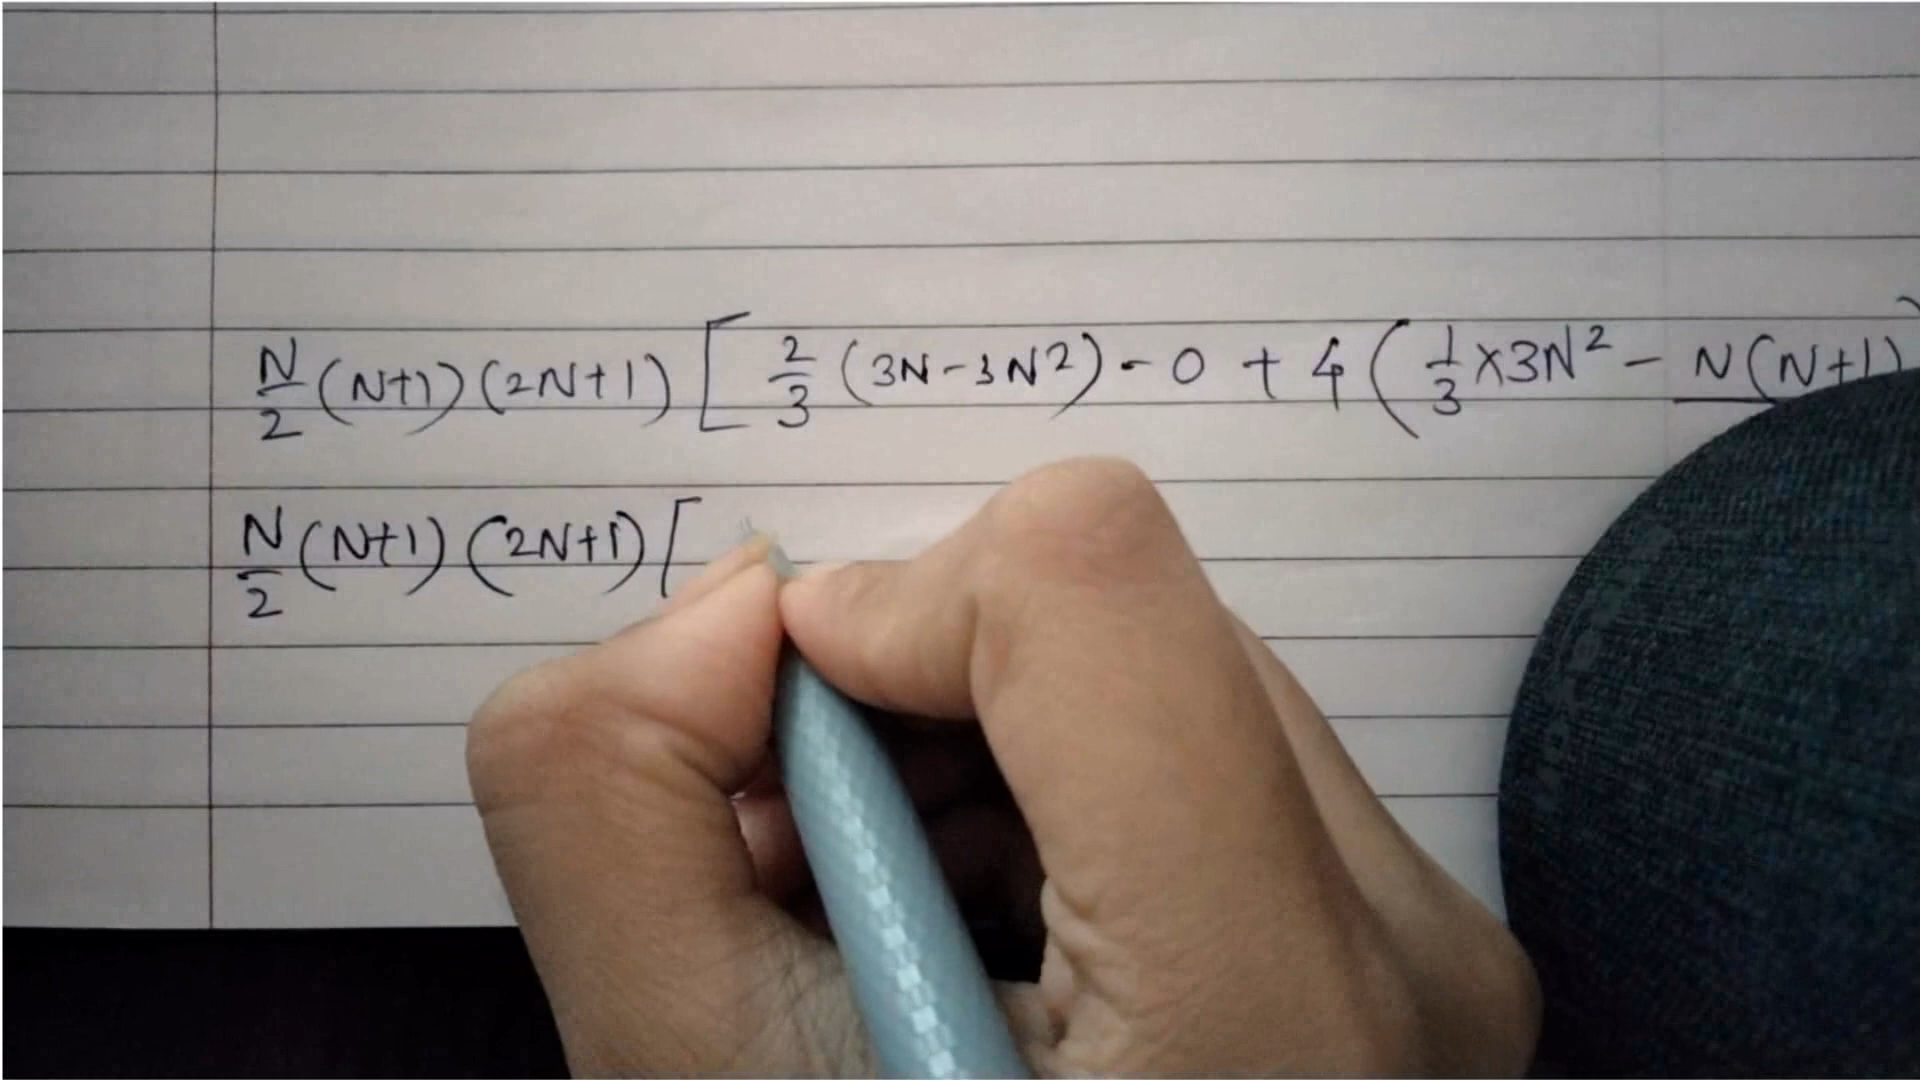 N/2 (N+1) (2N+1) [ 2/3 (3N - 3N²) - 0 + 4 ( 1/3 × 3N² - N(N+1)
N/2 (N+1) (2N+1) [